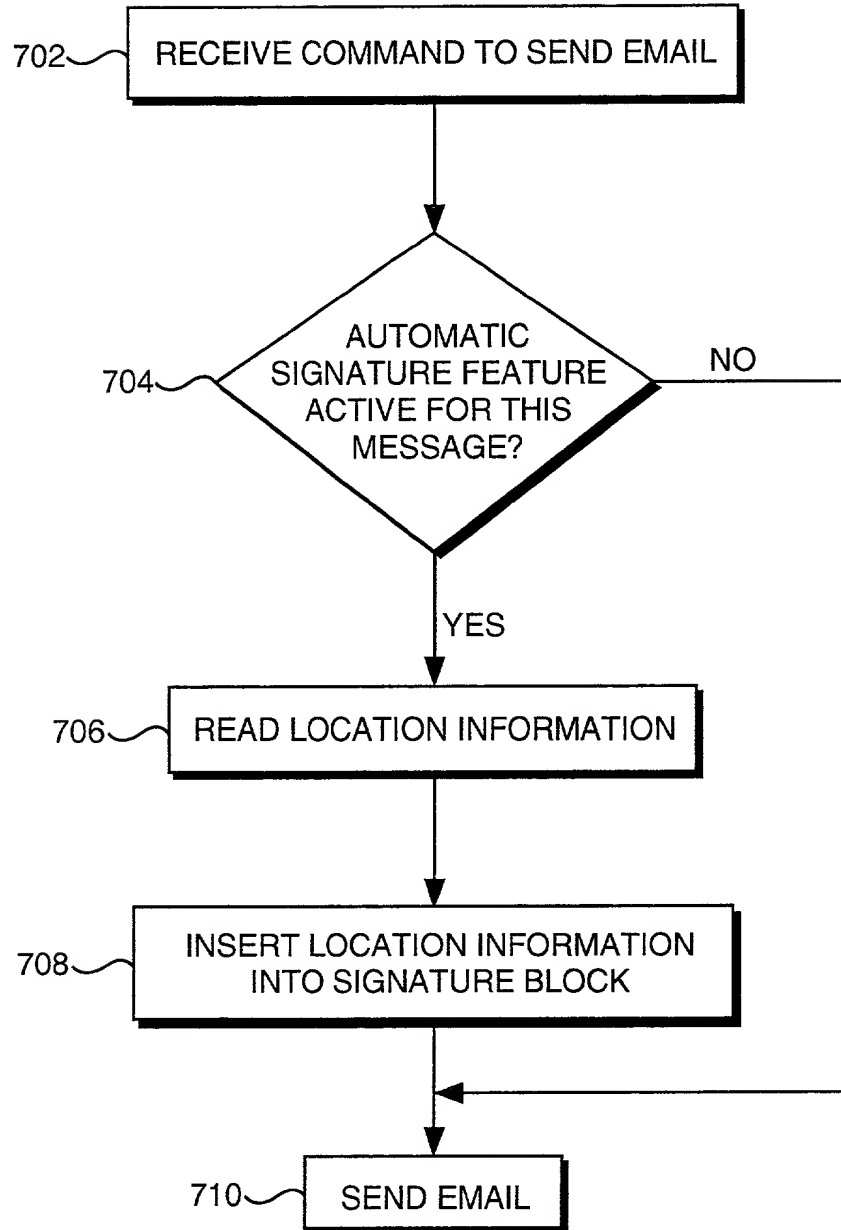 702
RECEIVE COMMAND TO SEND EMAIL
704
AUTOMATIC
SIGNATURE FEATURE
ACTIVE FOR THIS
MESSAGE?
NO
YES
706
READ LOCATION INFORMATION
708
INSERT LOCATION INFORMATION
INTO SIGNATURE BLOCK
710
SEND EMAIL